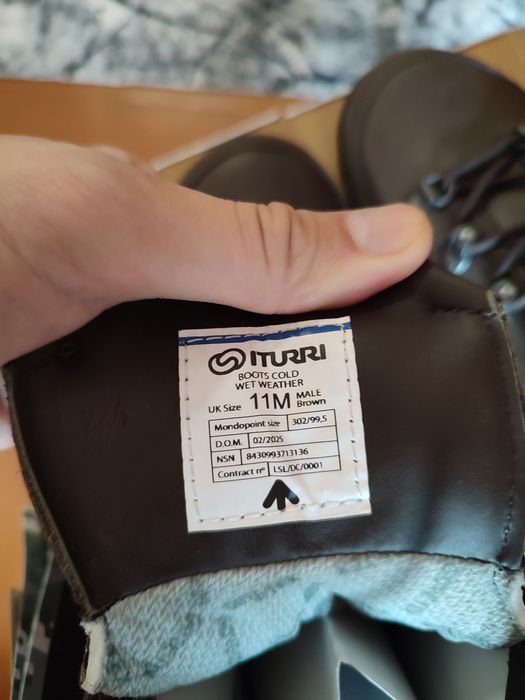 ITURRI
BOOTS COLD
WET WEATHER
UK Size 11M MALE Brown
Mondopoint size 302/99,5
D.O.M. 02/2025
NSN 8430993713136
Contract nº LSL/DC/0001